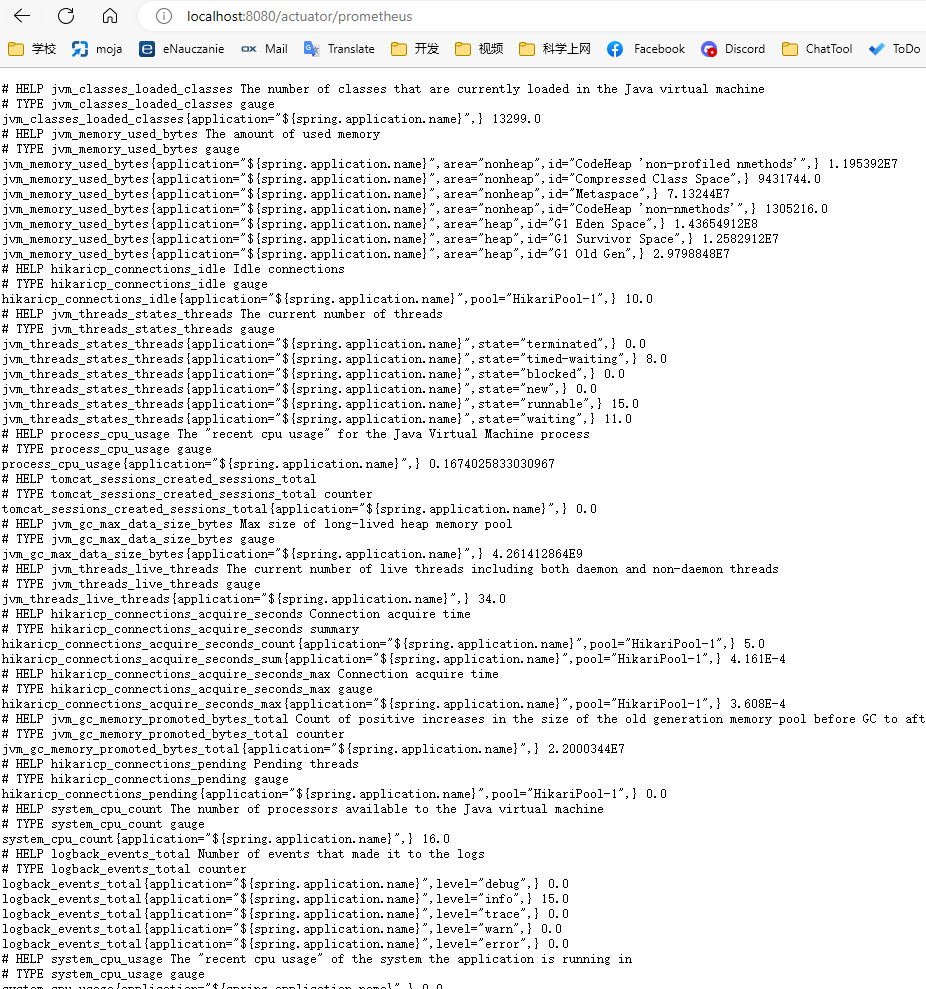 localhost:8080/actuator/prometheus
学校 moja eNauczanie Mail Translate 开发 视频 科学上网 Facebook Discord ChatTool ToDo
# HELP jvm_classes_loaded_classes The number of classes that are currently loaded in the Java virtual machine
# TYPE jvm_classes_loaded_classes gauge
jvm_classes_loaded_classes{application="${spring.application.name}",} 13299.0
# HELP jvm_memory_used_bytes The amount of used memory
# TYPE jvm_memory_used_bytes gauge
jvm_memory_used_bytes{application="${spring.application.name}",area="nonheap",id="CodeHeap 'non-profiled nmethods'",} 1.195392E7
jvm_memory_used_bytes{application="${spring.application.name}",area="nonheap",id="Compressed Class Space",} 9431744.0
jvm_memory_used_bytes{application="${spring.application.name}",area="nonheap",id="Metaspace",} 7.13244E7
jvm_memory_used_bytes{application="${spring.application.name}",area="nonheap",id="CodeHeap 'non-nmethods'",} 1305216.0
jvm_memory_used_bytes{application="${spring.application.name}",area="heap",id="G1 Eden Space",} 1.43654912E8
jvm_memory_used_bytes{application="${spring.application.name}",area="heap",id="G1 Survivor Space",} 1.2582912E7
jvm_memory_used_bytes{application="${spring.application.name}",area="heap",id="G1 Old Gen",} 2.9798848E7
# HELP hikaricp_connections_idle Idle connections
# TYPE hikaricp_connections_idle gauge
hikaricp_connections_idle{application="${spring.application.name}",pool="HikariPool-1",} 10.0
# HELP jvm_threads_states_threads The current number of threads
# TYPE jvm_threads_states_threads gauge
jvm_threads_states_threads{application="${spring.application.name}",state="terminated",} 0.0
jvm_threads_states_threads{application="${spring.application.name}",state="timed-waiting",} 8.0
jvm_threads_states_threads{application="${spring.application.name}",state="blocked",} 0.0
jvm_threads_states_threads{application="${spring.application.name}",state="new",} 0.0
jvm_threads_states_threads{application="${spring.application.name}",state="runnable",} 15.0
jvm_threads_states_threads{application="${spring.application.name}",state="waiting",} 11.0
# HELP process_cpu_usage The "recent cpu usage" for the Java Virtual Machine process
# TYPE process_cpu_usage gauge
process_cpu_usage{application="${spring.application.name}",} 0.1674025833030967
# HELP tomcat_sessions_created_sessions_total
# TYPE tomcat_sessions_created_sessions_total counter
tomcat_sessions_created_sessions_total{application="${spring.application.name}",} 0.0
# HELP jvm_gc_max_data_size_bytes Max size of long-lived heap memory pool
# TYPE jvm_gc_max_data_size_bytes gauge
jvm_gc_max_data_size_bytes{application="${spring.application.name}",} 4.261412864E9
# HELP jvm_threads_live_threads The current number of live threads including both daemon and non-daemon threads
# TYPE jvm_threads_live_threads gauge
jvm_threads_live_threads{application="${spring.application.name}",} 34.0
# HELP hikaricp_connections_acquire_seconds Connection acquire time
# TYPE hikaricp_connections_acquire_seconds summary
hikaricp_connections_acquire_seconds_count{application="${spring.application.name}",pool="HikariPool-1",} 5.0
hikaricp_connections_acquire_seconds_sum{application="${spring.application.name}",pool="HikariPool-1",} 4.161E-4
# HELP hikaricp_connections_acquire_seconds_max Connection acquire time
# TYPE hikaricp_connections_acquire_seconds_max gauge
hikaricp_connections_acquire_seconds_max{application="${spring.application.name}",pool="HikariPool-1",} 3.608E-4
# HELP jvm_gc_memory_promoted_bytes_total Count of positive increases in the size of the old generation memory pool before GC to aft
# TYPE jvm_gc_memory_promoted_bytes_total counter
jvm_gc_memory_promoted_bytes_total{application="${spring.application.name}",} 2.2000344E7
# HELP hikaricp_connections_pending Pending threads
# TYPE hikaricp_connections_pending gauge
hikaricp_connections_pending{application="${spring.application.name}",pool="HikariPool-1",} 0.0
# HELP system_cpu_count The number of processors available to the Java virtual machine
# TYPE system_cpu_count gauge
system_cpu_count{application="${spring.application.name}",} 16.0
# HELP logback_events_total Number of events that made it to the logs
# TYPE logback_events_total counter
logback_events_total{application="${spring.application.name}",level="debug",} 0.0
logback_events_total{application="${spring.application.name}",level="info",} 15.0
logback_events_total{application="${spring.application.name}",level="trace",} 0.0
logback_events_total{application="${spring.application.name}",level="warn",} 0.0
logback_events_total{application="${spring.application.name}",level="error",} 0.0
# HELP system_cpu_usage The "recent cpu usage" of the system the application is running in
# TYPE system_cpu_usage gauge
system_cpu_usage{application="${spring.application.name}",} 0.0